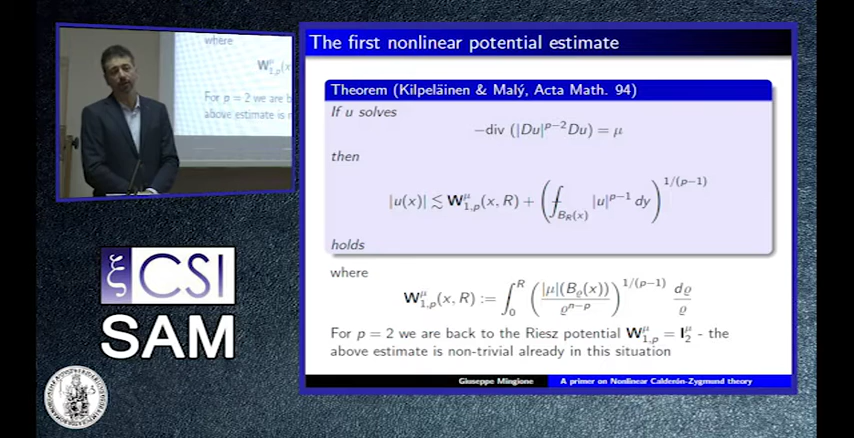 where
W^μ_{1,p}(x
For p = 2 we are b
above estimate is n
ξCSI
SAM
The first nonlinear potential estimate
Theorem (Kilpeläinen & Malý, Acta Math. 94)
If u solves
−div (|Du|^{p−2}Du) = μ
then
|u(x)| ≲ W^μ_{1,p}(x, R) + (⨍_{B_R(x)} |u|^{p−1} dy)^{1/(p−1)}
holds
where
W^μ_{1,p}(x, R) := ∫_0^R (|μ|(B_ϱ(x))/ϱ^{n−p})^{1/(p−1)} dϱ/ϱ
For p = 2 we are back to the Riesz potential W^μ_{1,p} = I^μ_2 - the
above estimate is non-trivial already in this situation
Giuseppe Mingione A primer on Nonlinear Calderón-Zygmund theory